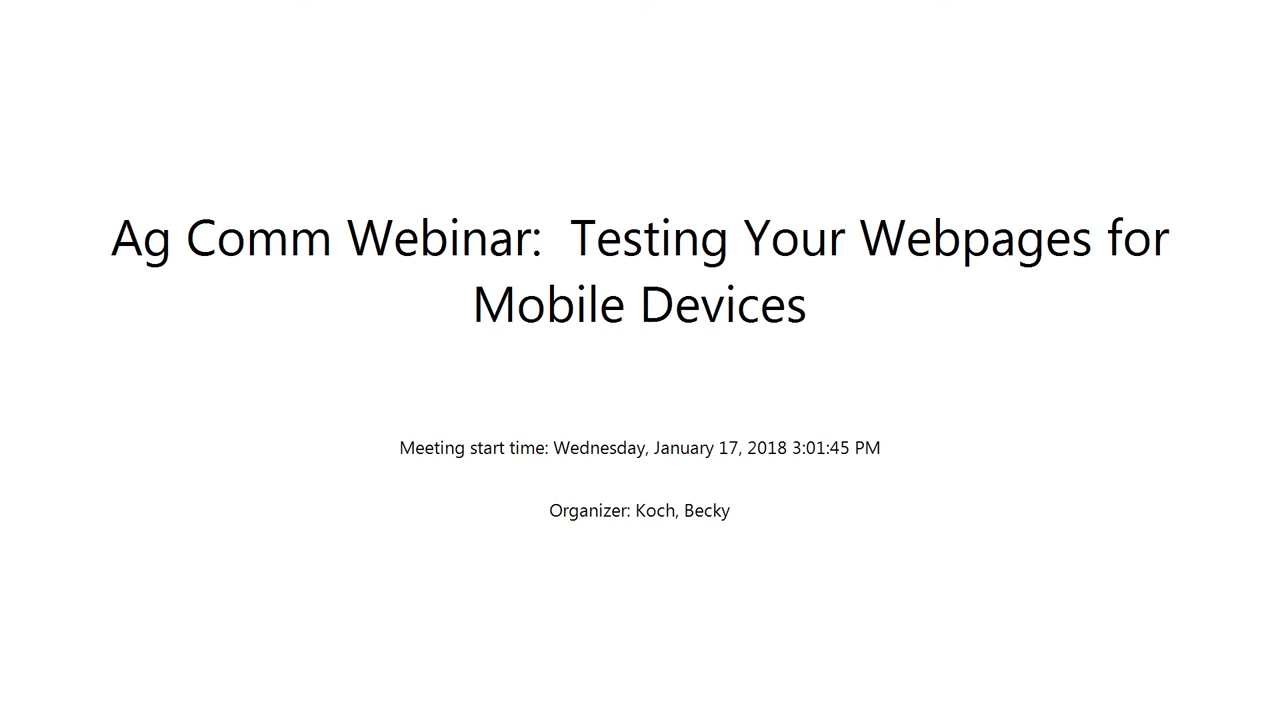 Ag Comm Webinar:  Testing Your Webpages for
Mobile Devices
Meeting start time: Wednesday, January 17, 2018 3:01:45 PM
Organizer: Koch, Becky